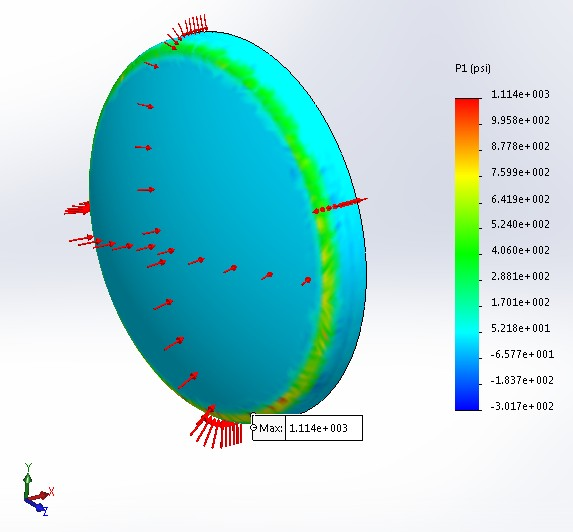 P1 (psi)
1.114e+003
9.958e+002
8.778e+002
7.599e+002
6.419e+002
5.240e+002
4.060e+002
2.881e+002
1.701e+002
5.218e+001
-6.577e+001
-1.837e+002
-3.017e+002
Max: 1.114e+003
Y
X
Z